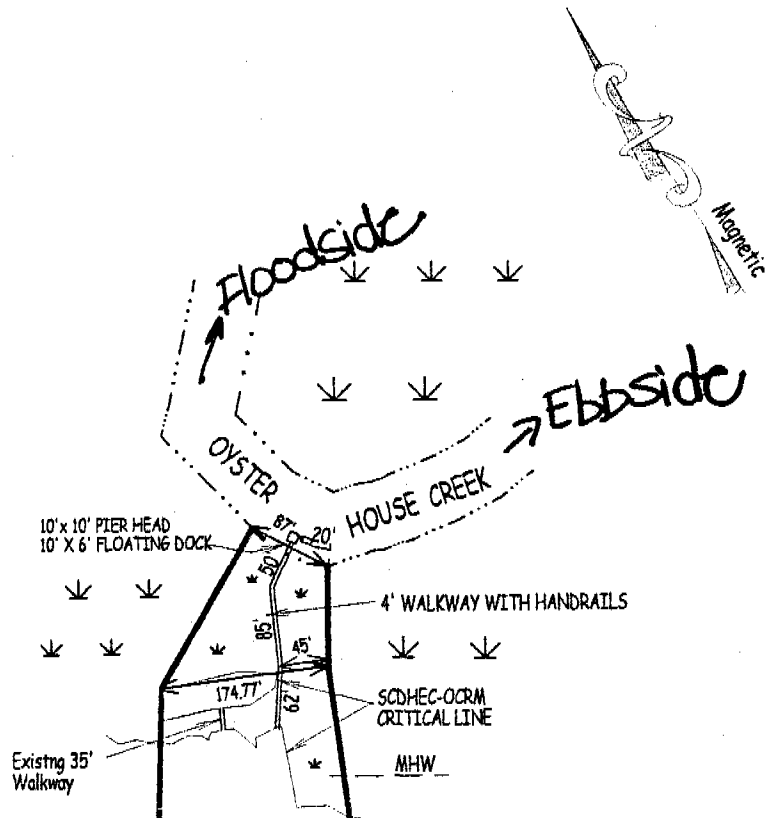 Magnetic
Floodside
Ebbside
OYSTER
HOUSE CREEK
10' x 10' PIER HEAD
10' X 6' FLOATING DOCK
87'
20'
50'
4' WALKWAY WITH HANDRAILS
85'
45'
174.77'
62'
SCDHEC-OCRM
CRITICAL LINE
Existng 35'
Walkway
MHW